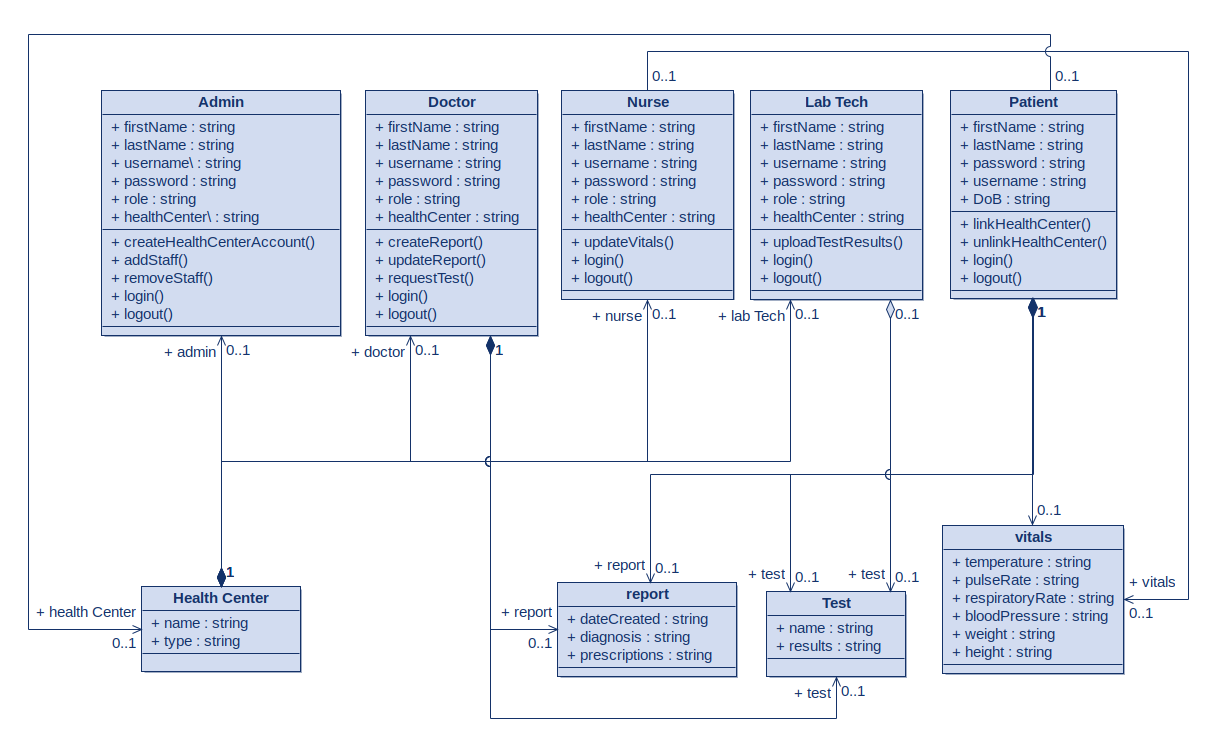 0..1
0..1
Admin
+ firstName : string
+ lastName : string
+ username\ : string
+ password : string
+ role : string
+ healthCenter\ : string
+ createHealthCenterAccount()
+ addStaff()
+ removeStaff()
+ login()
+ logout()
Doctor
+ firstName : string
+ lastName : string
+ username : string
+ password : string
+ role : string
+ healthCenter : string
+ createReport()
+ updateReport()
+ requestTest()
+ login()
+ logout()
Nurse
+ firstName : string
+ lastName : string
+ username : string
+ password : string
+ role : string
+ healthCenter : string
+ updateVitals()
+ login()
+ logout()
Lab Tech
+ firstName : string
+ lastName : string
+ username : string
+ password : string
+ role : string
+ healthCenter : string
+ uploadTestResults()
+ login()
+ logout()
Patient
+ firstName : string
+ lastName : string
+ password : string
+ username : string
+ DoB : string
+ linkHealthCenter()
+ unlinkHealthCenter()
+ login()
+ logout()
+ nurse
0..1
+ lab Tech
0..1
0..1
1
+ admin
0..1
+ doctor
0..1
1
0..1
1
+ report
0..1
+ test
0..1
+ test
0..1
+ vitals
0..1
+ health Center
0..1
+ report
0..1
Health Center
+ name : string
+ type : string
report
+ dateCreated : string
+ diagnosis : string
+ prescriptions : string
Test
+ name : string
+ results : string
vitals
+ temperature : string
+ pulseRate : string
+ respiratoryRate : string
+ bloodPressure : string
+ weight : string
+ height : string
+ test
0..1